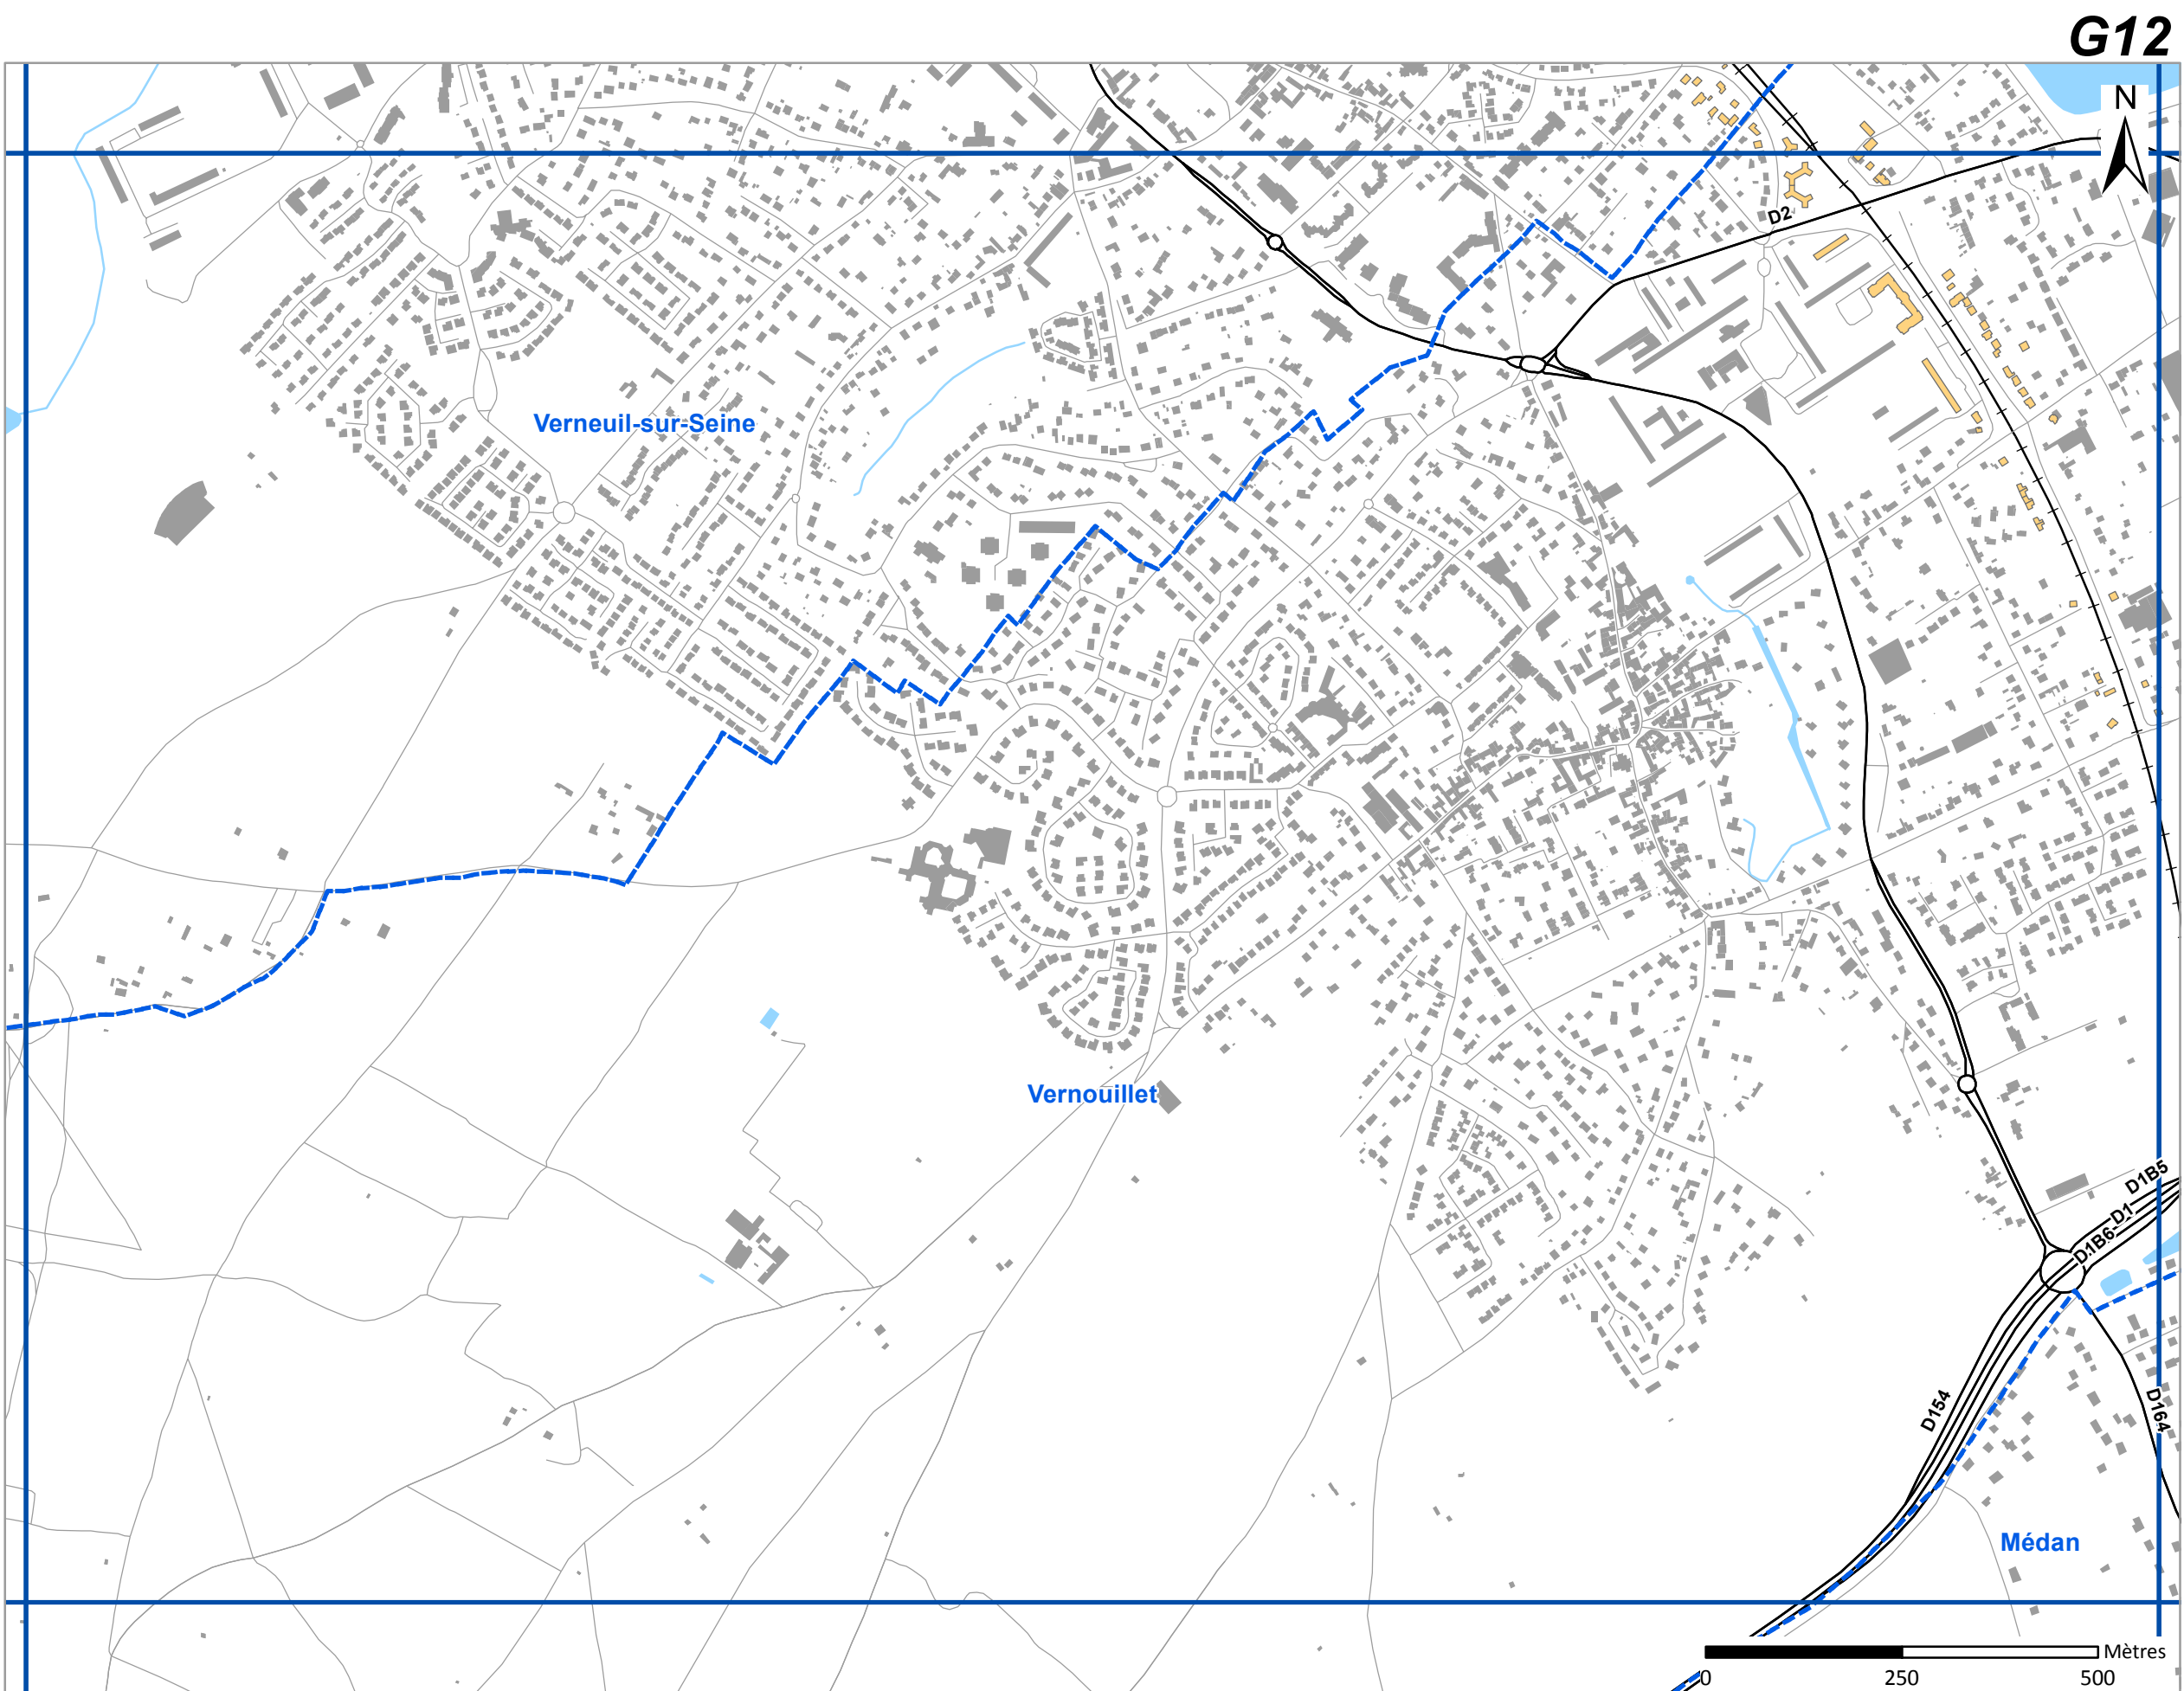 G12
N
D2
Verneuil-sur-Seine
Vernouillet
D1B5
D1
D1B6
D154
D164
Médan
Mètres
0 250 500